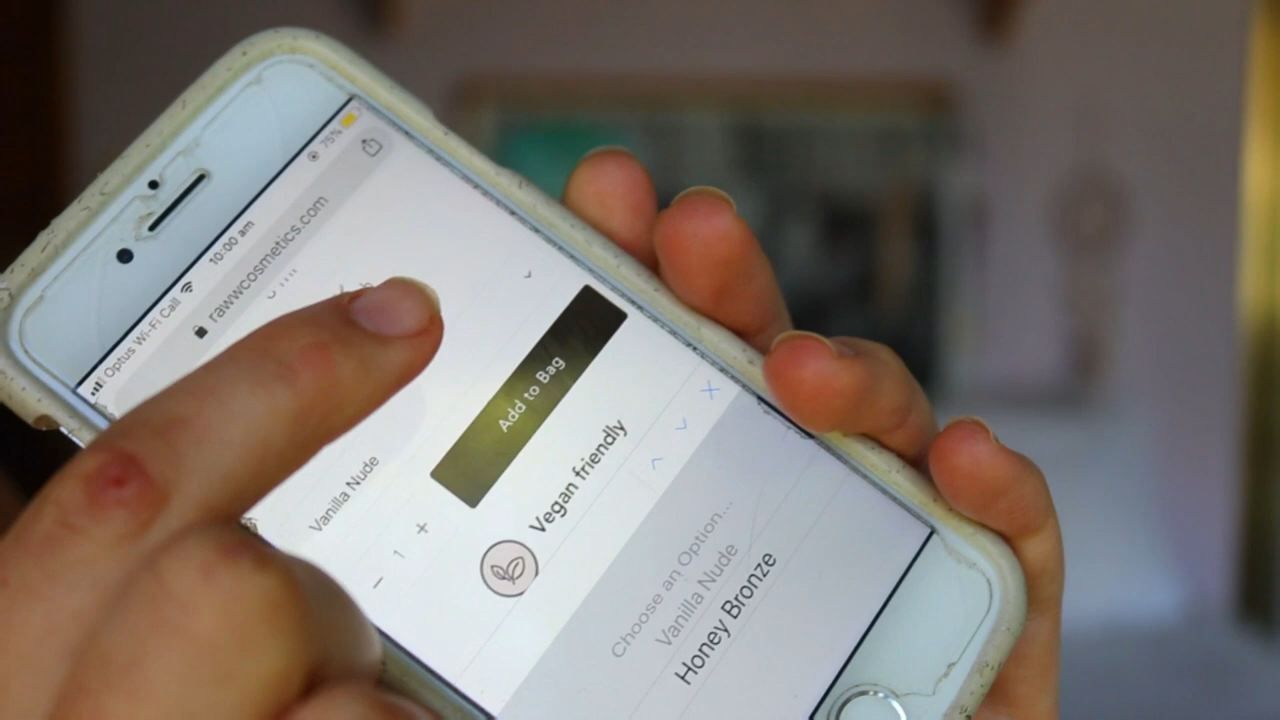 Optus Wi-Fi Call 10:00 am 75%
rawwcosmetics.com
Vanilla Nude
1
Add to Bag
Vegan friendly
Choose an Option...
Vanilla Nude
Honey Bronze